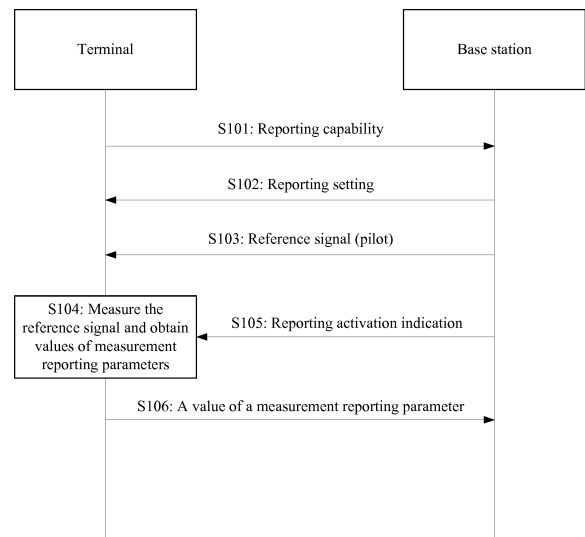 Terminal
Base station
S101: Reporting capability
S102: Reporting setting
S103: Reference signal (pilot)
S104: Measure the
reference signal and obtain
values of measurement
reporting parameters
S105: Reporting activation indication
S106: A value of a measurement reporting parameter